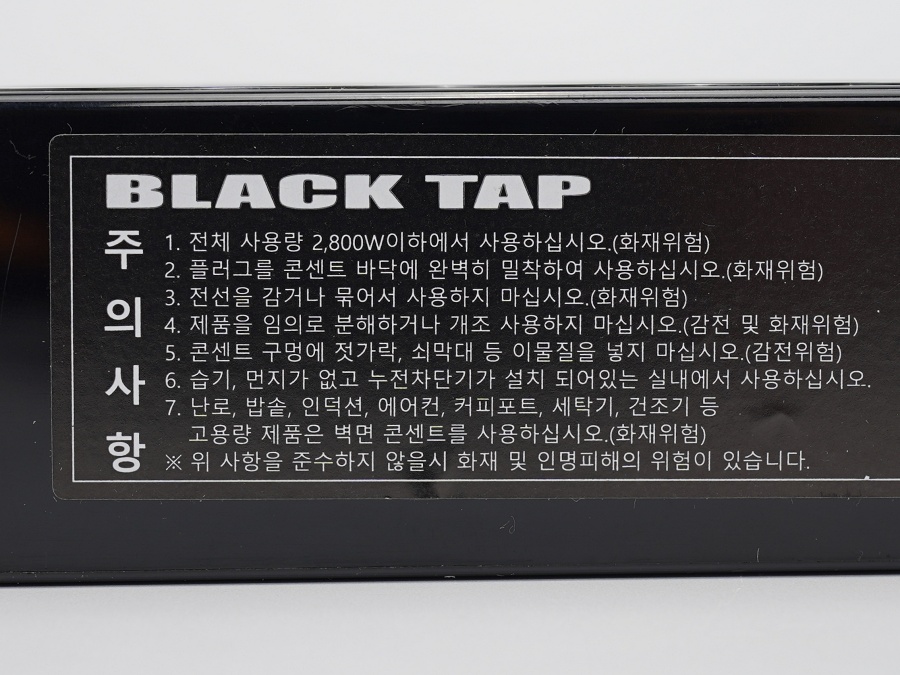 BLACK TAP
주의사항
1. 전체 사용량 2,800W이하에서 사용하십시오.(화재위험)
2. 플러그를 콘센트 바닥에 완벽히 밀착하여 사용하십시오.(화재위험)
3. 전선을 감거나 묶어서 사용하지 마십시오.(화재위험)
4. 제품을 임의로 분해하거나 개조 사용하지 마십시오.(감전 및 화재위험)
5. 콘센트 구멍에 젓가락, 쇠막대 등 이물질을 넣지 마십시오.(감전위험)
6. 습기, 먼지가 없고 누전차단기가 설치 되어있는 실내에서 사용하십시오.
7. 난로, 밥솥, 인덕션, 에어컨, 커피포트, 세탁기, 건조기 등
고용량 제품은 벽면 콘센트를 사용하십시오.(화재위험)
※ 위 사항을 준수하지 않을시 화재 및 인명피해의 위험이 있습니다.